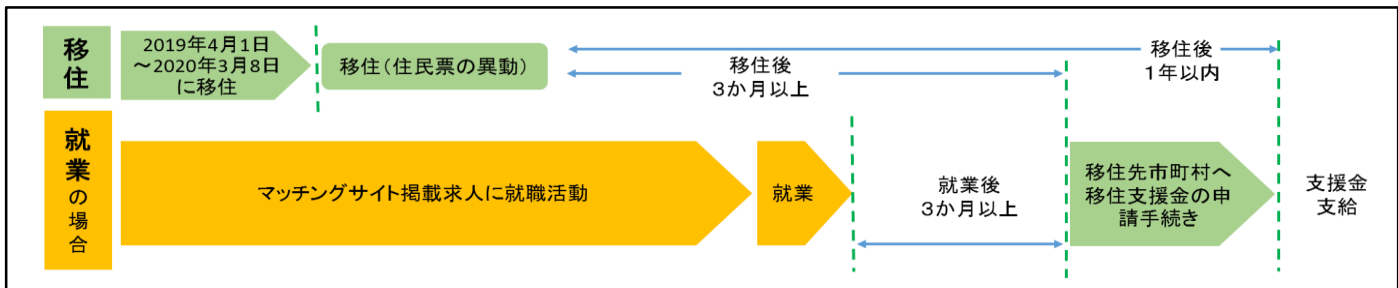 移住
2019年4月1日
～2020年3月8日
に移住
移住（住民票の異動）
移住後
3か月以上
移住後
1年以内
就業の場合
マッチングサイト掲載求人に就職活動
就業
就業後
3か月以上
移住先市町村へ
移住支援金の申
請手続き
支援金
支給